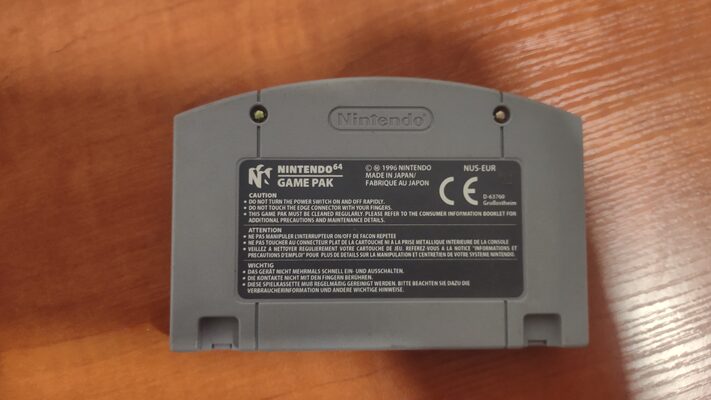 Nintendo
NINTENDO64
GAME PAK
© ℗ 1996 NINTENDO
MADE IN JAPAN/
FABRIQUE AU JAPON
NUS-EUR
CE
D-63760
Großostheim
CAUTION
• DO NOT TURN THE POWER SWITCH ON AND OFF RAPIDLY.
• DO NOT TOUCH THE EDGE CONNECTOR WITH YOUR FINGERS.
• THIS GAME PAK MUST BE CLEANED REGULARLY. PLEASE REFER TO THE CONSUMER INFORMATION BOOKLET FOR
ADDITIONAL PRECAUTIONS AND MAINTENANCE DETAILS.
ATTENTION
• NE PAS MANIPULER L'INTERRUPTEUR ON/OFF DE FACON REPETEE
• NE PAS TOUCHER AU CONNECTEUR PLAT DE LA CARTOUCHE NI A LA PRISE METALLIQUE INTERIEURE DE LA CONSOLE
• VEILLEZ A NETTOYER REGULIEREMENT VOTRE CARTOUCHE DE JEU. REFEREZ VOUS A LA NOTICE "INFORMATIONS ET
PRECAUTIONS D'EMPLOI" POUR PLUS DE DETAILS SUR LA MANIPULATION ET L'ENTRETIEN DE VOTRE SYSTEME NINTENDO.
WICHTIG
• DAS GERÄT NICHT MEHRMALS SCHNELL EIN- UND AUSSCHALTEN.
• DIE KONTAKTE NICHT MIT DEN FINGERN BERÜHREN.
• DIESE SPIELKASSETTE MUß REGELMÄßIG GEREINIGT WERDEN. BITTE BEACHTEN SIE DAZU DIE
VERBRAUCHERINFORMATION UND ANDERE WICHTIGE HINWEISE.